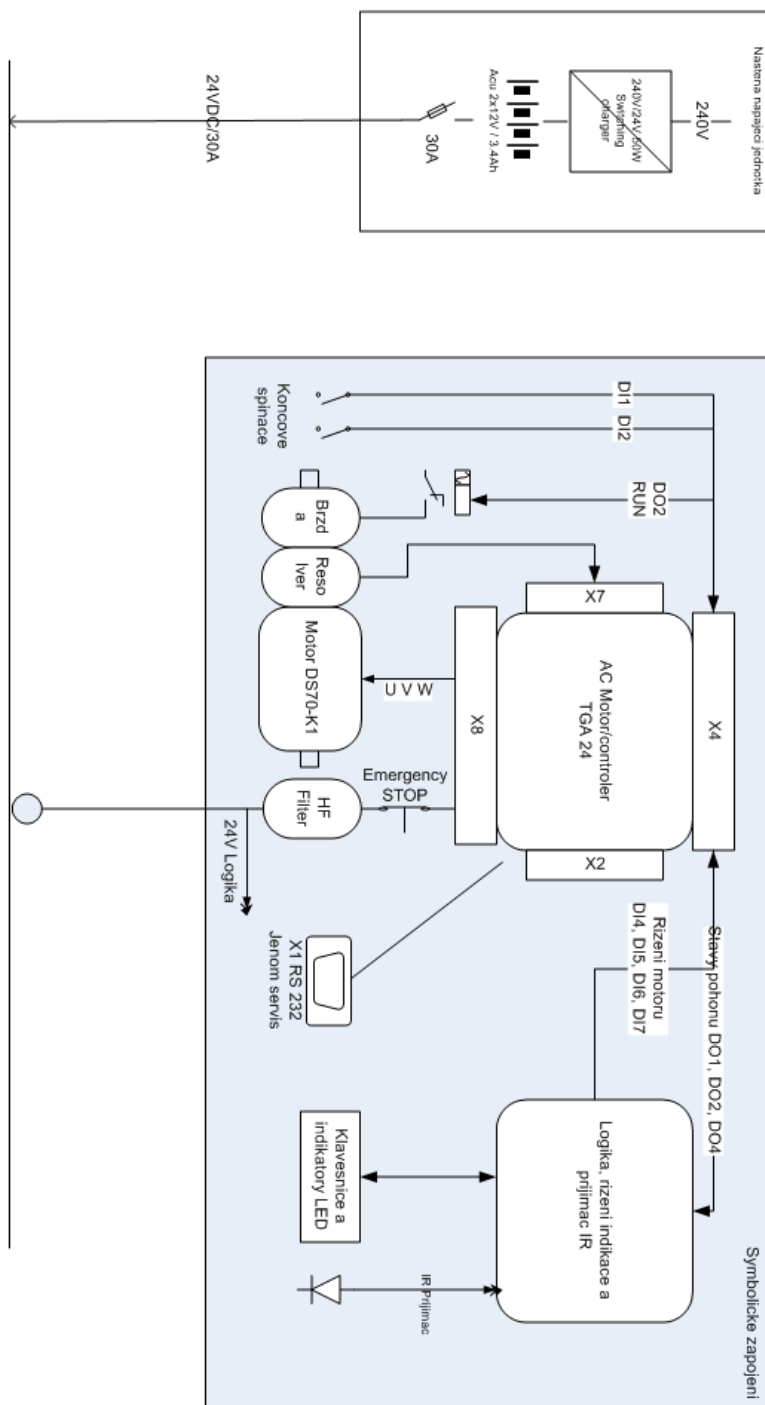 Nastena napajeci jednotka
240V
240V/24V 50W
Switching
charger
Acu 2x12V / 3.4Ah
30A
24VDC/30A
Symbolicke zapojeni
DI1
DI2
Koncove
spinace
DO2
RUN
Brzd
a
Reso
lver
Motor DS70-K1
U V W
X7
X4
AC Motor/controler
TGA 24
X8
X2
Emergency
STOP
HF
Filter
24V Logika
X1 RS 232
Jenom servis
Stavy pohonu DO1, DO2, DO4
Rizeni motoru
DI4, DI5, DI6, DI7
Logika, rizeni indikace a
prijimac IR
Klavesnice a
indikatory LED
IR Prijimac